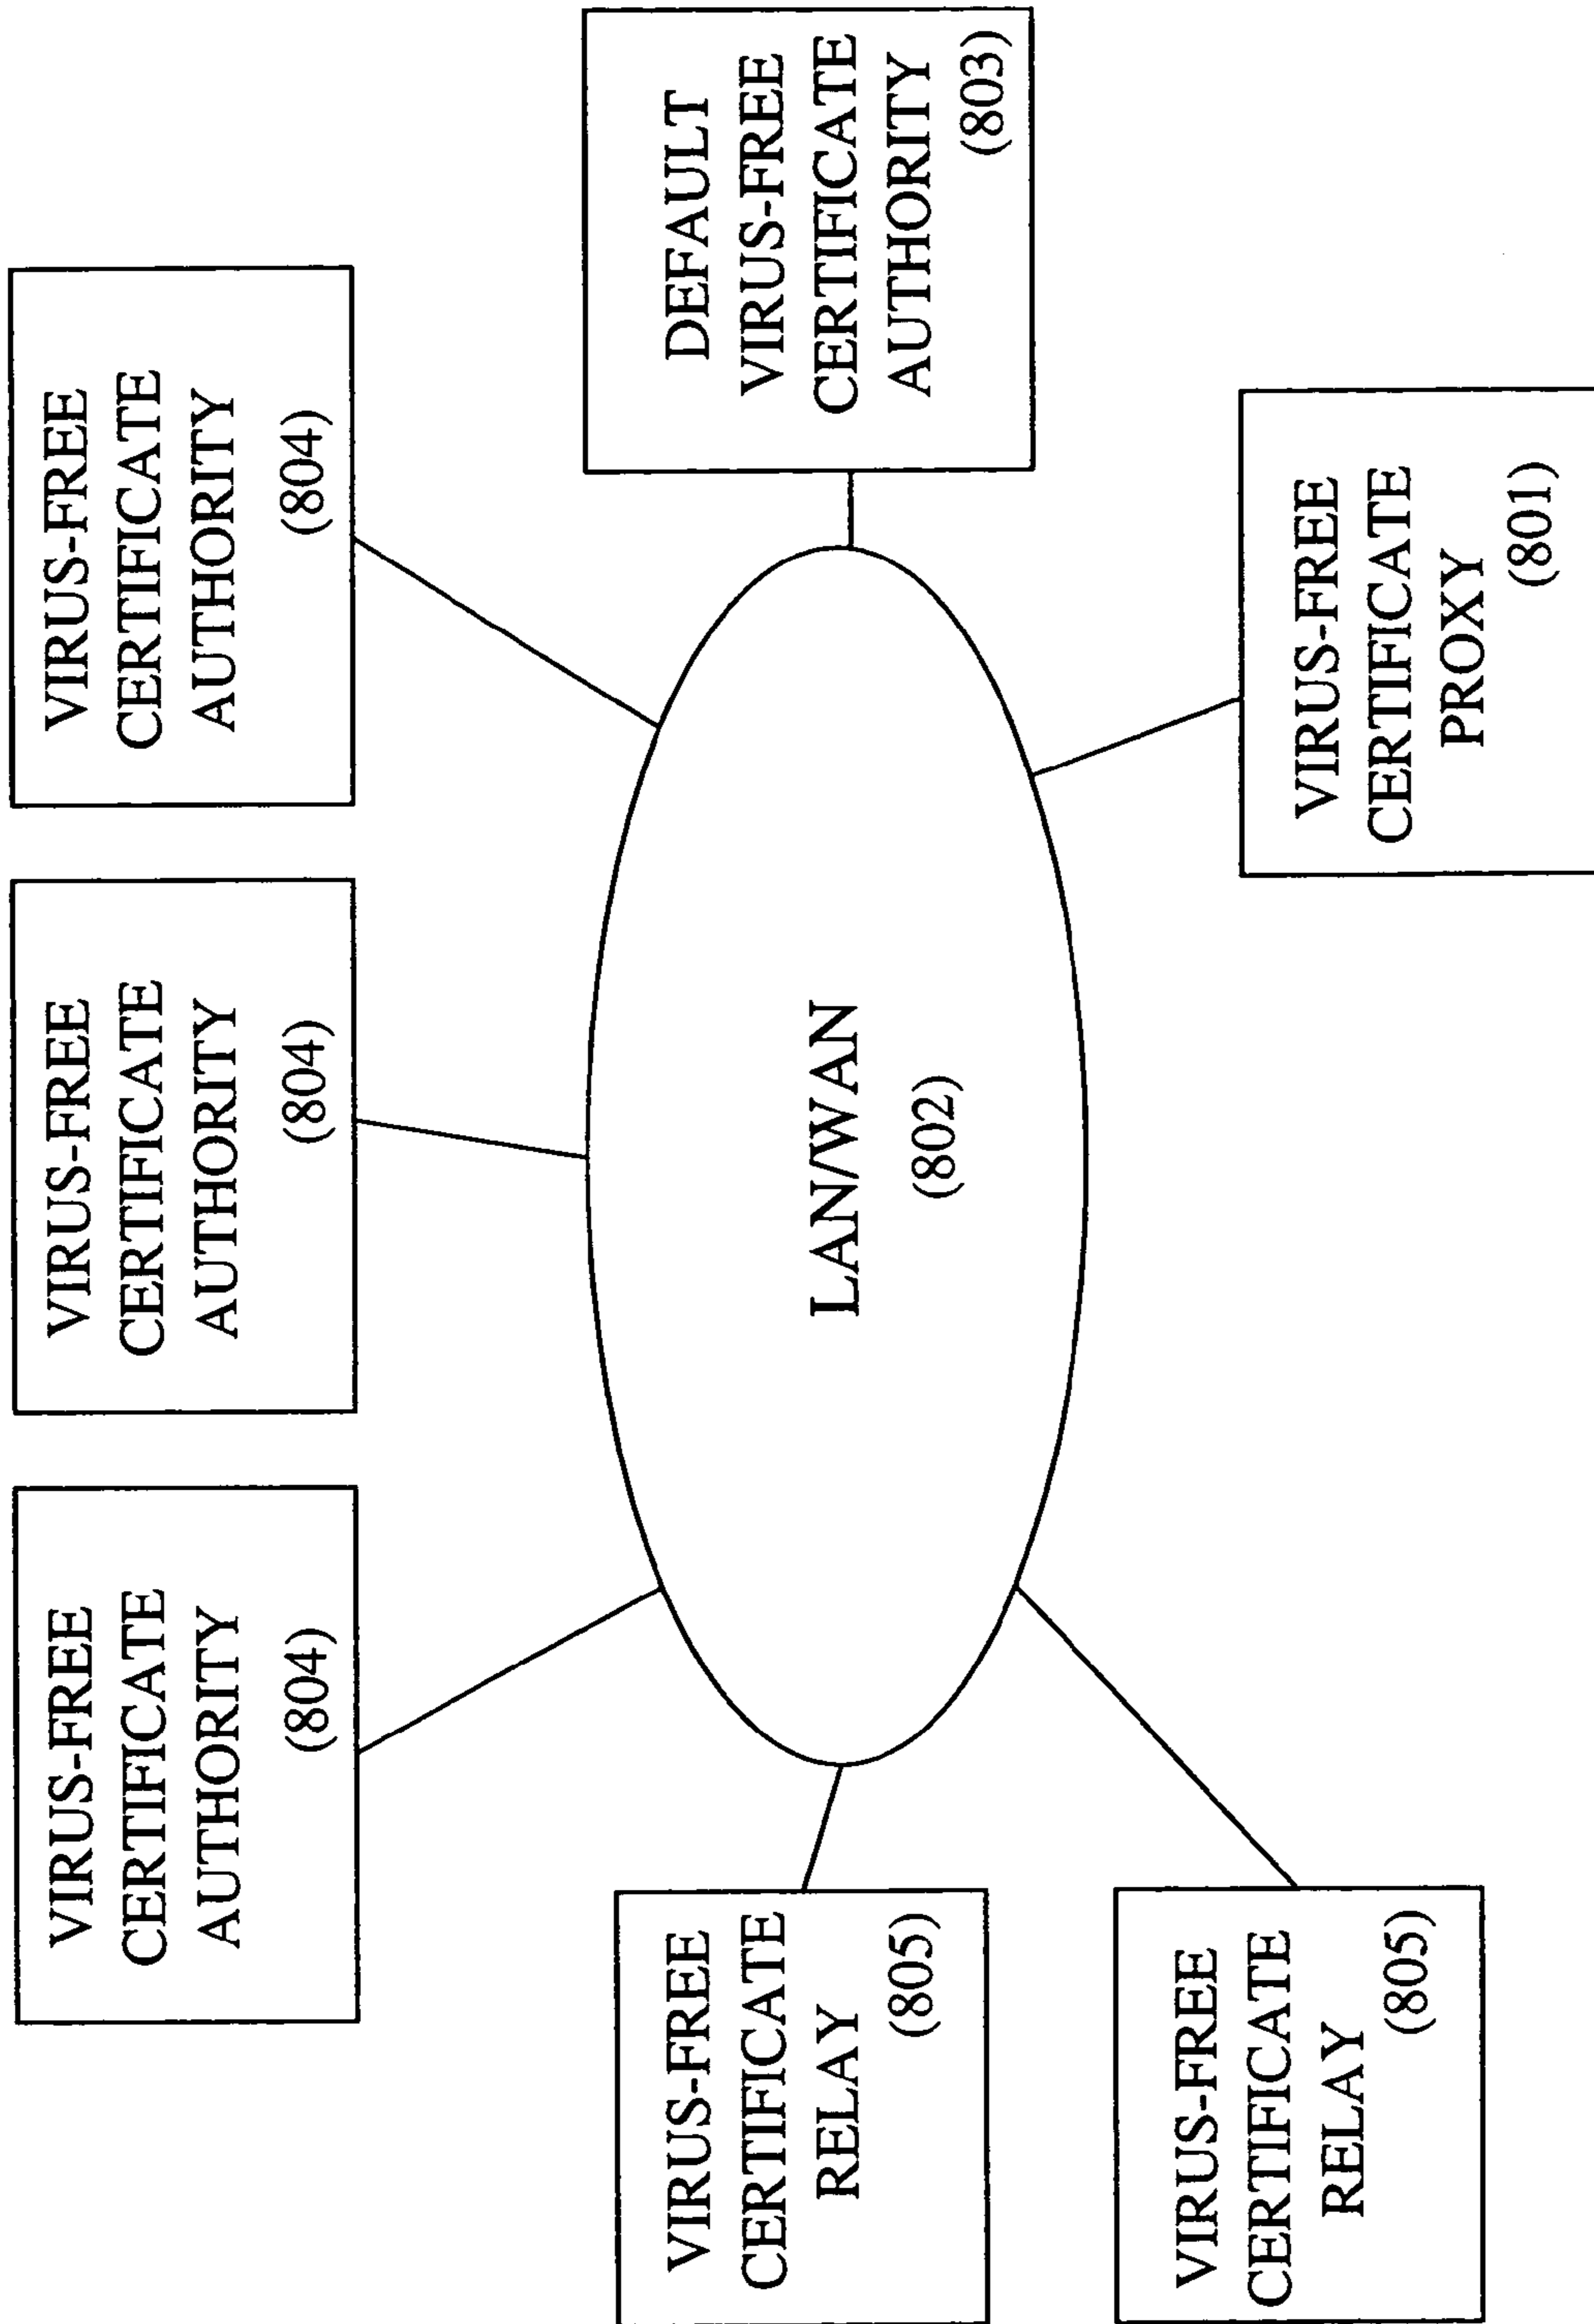 VIRUS-FREE
CERTIFICATE
AUTHORITY
(804)
VIRUS-FREE
CERTIFICATE
AUTHORITY
(804)
VIRUS-FREE
CERTIFICATE
AUTHORITY
(804)
VIRUS-FREE
CERTIFICATE
RELAY
(805)
LAN/WAN
(802)
DEFAULT
VIRUS-FREE
CERTIFICATE
AUTHORITY
(803)
VIRUS-FREE
CERTIFICATE
RELAY
(805)
VIRUS-FREE
CERTIFICATE
PROXY
(801)